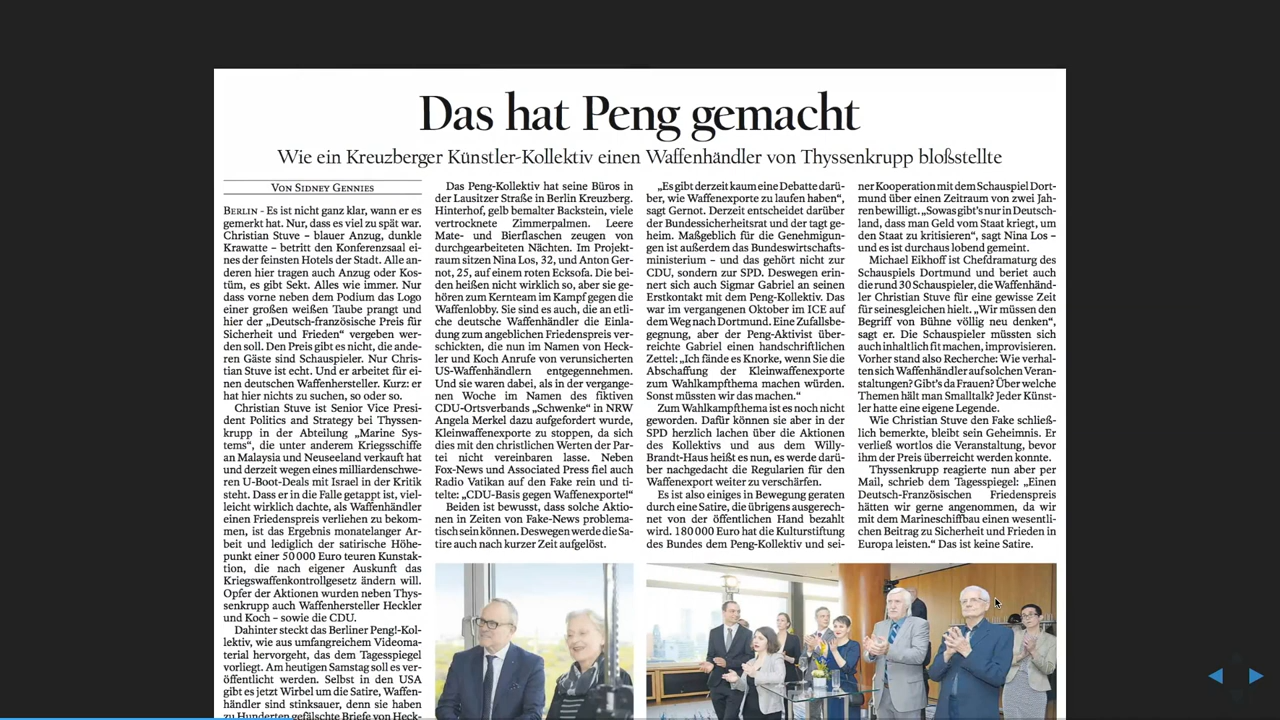 Das hat Peng gemacht
Wie ein Kreuzberger Künstler-Kollektiv einen Waffenhändler von Thyssenkrupp bloßstellte
Von Sidney Gennies
Berlin - Es ist nicht ganz klar, wann er es
gemerkt hat. Nur, dass es viel zu spät war.
Christian Stuve – blauer Anzug, dunkle
Krawatte – betritt den Konferenzsaal ei-
nes der feinsten Hotels der Stadt. Alle an-
deren hier tragen auch Anzug oder Kos-
tüm, es gibt Sekt. Alles wie immer. Nur
dass vorne neben dem Podium das Logo
einer großen weißen Taube prangt und
hier der „Deutsch-französische Preis für
Sicherheit und Frieden“ vergeben wer-
den soll. Den Preis gibt es nicht, die ande-
ren Gäste sind Schauspieler. Nur Chris-
tian Stuve ist echt. Und er arbeitet für ei-
nen deutschen Waffenhersteller. Kurz: er
hat hier nichts zu suchen, so oder so.
Christian Stuve ist Senior Vice Presi-
dent Politics and Strategy bei Thyssen-
krupp in der Abteilung „Marine Sys-
tems“, die unter anderem Kriegsschiffe
an Malaysia und Neuseeland verkauft hat
und derzeit wegen eines milliardenschwe-
ren U-Boot-Deals mit Israel in der Kritik
steht. Dass er in die Falle getappt ist, viel-
leicht wirklich dachte, als Waffenhändler
einen Friedenspreis verliehen zu bekom-
men, ist das Ergebnis monatelanger Ar-
beit und lediglich der satirische Höhe-
punkt einer 50 000 Euro teuren Kunstak-
tion, die nach eigener Auskunft das
Kriegswaffenkontrollgesetz ändern will.
Opfer der Aktionen wurden neben Thys-
senkrupp auch Waffenhersteller Heckler
und Koch – sowie die CDU.
Dahinter steckt das Berliner Peng!-Kol-
lektiv, wie aus umfangreichem Videoma-
terial hervorgeht, das dem Tagesspiegel
vorliegt. Am heutigen Samstag soll es ver-
öffentlicht werden. Selbst in den USA
gibt es jetzt Wirbel um die Satire, Waffen-
händler sind stinksauer, denn sie haben
zu Hunderten gefälschte Briefe von Heck-
Das Peng-Kollektiv hat seine Büros in
der Lausitzer Straße in Berlin Kreuzberg.
Hinterhof, gelb bemalter Backstein, viele
vertrocknete Zimmerpalmen. Leere
Mate- und Bierflaschen zeugen von
durchgearbeiteten Nächten. Im Projekt-
raum sitzen Nina Los, 32, und Anton Ger-
not, 25, auf einem roten Ecksofa. Die bei-
den heißen nicht wirklich so, aber sie ge-
hören zum Kernteam im Kampf gegen die
Waffenlobby. Sie sind es auch, die an etli-
che deutsche Waffenhändler die Einla-
dung zum angeblichen Friedenspreis ver-
schickten, die nun im Namen von Heck-
ler und Koch Anrufe von verunsicherten
US-Waffenhändlern entgegennehmen.
Und sie waren dabei, als in der vergange-
nen Woche im Namen des fiktiven
CDU-Ortsverbands „Schwenke“ in NRW
Angela Merkel dazu aufgefordert wurde,
Kleinwaffenexporte zu stoppen, da sich
dies mit den christlichen Werten der Par-
tei nicht vereinbaren lasse. Neben
Fox-News und Associated Press fiel auch
Radio Vatikan auf den Fake rein und ti-
telte: „CDU-Basis gegen Waffenexporte!“
Beiden ist bewusst, dass solche Aktio-
nen in Zeiten von Fake-News problema-
tisch sein können. Deswegen werde die Sa-
tire auch nach kurzer Zeit aufgelöst.
„Es gibt derzeit kaum eine Debatte darü-
ber, wie Waffenexporte zu laufen haben“,
sagt Gernot. Derzeit entscheidet darüber
der Bundessicherheitsrat und der tagt ge-
heim. Maßgeblich für die Genehmigun-
gen ist außerdem das Bundeswirtschafts-
ministerium – und das gehört nicht zur
CDU, sondern zur SPD. Deswegen erin-
nert sich auch Sigmar Gabriel an seinen
Erstkontakt mit dem Peng-Kollektiv. Das
war im vergangenen Oktober im ICE auf
dem Weg nach Dortmund. Eine Zufallsbe-
gegnung, aber der Peng-Aktivist über-
reichte Gabriel einen handschriftlichen
Zettel: „Ich fände es Knorke, wenn Sie die
Abschaffung der Kleinwaffenexporte
zum Wahlkampfthema machen würden.
Sonst müssten wir das machen.“
Zum Wahlkampfthema ist es noch nicht
geworden. Dafür können sie aber in der
SPD herzlich lachen über die Aktionen
des Kollektivs und aus dem Willy-
Brandt-Haus heißt es nun, es werde darü-
ber nachgedacht die Regularien für den
Waffenexport weiter zu verschärfen.
Es ist also einiges in Bewegung geraten
durch eine Satire, die übrigens ausgerech-
net von der öffentlichen Hand bezahlt
wird. 180 000 Euro hat die Kulturstiftung
des Bundes dem Peng-Kollektiv und sei-
ner Kooperation mit dem Schauspiel Dort-
mund über einen Zeitraum von zwei Jah-
ren bewilligt. „Sowas gibt’s nur in Deutsch-
land, dass man Geld vom Staat kriegt, um
den Staat zu kritisieren“, sagt Nina Los –
und es ist durchaus lobend gemeint.
Michael Eikhoff ist Chefdramaturg des
Schauspiels Dortmund und beriet auch
die rund 30 Schauspieler, die Waffenhänd-
ler Christian Stuve für eine gewisse Zeit
für seinesgleichen hielt. „Wir müssen den
Begriff von Bühne völlig neu denken“,
sagt er. Die Schauspieler müssten sich
auch inhaltlich fit machen, improvisieren.
Vorher stand also Recherche: Wie verhal-
ten sich Waffenhändler auf solchen Veran-
staltungen? Gibt’s da Frauen? Über welche
Themen hält man Smalltalk? Jeder Künst-
ler hatte eine eigene Legende.
Wie Christian Stuve den Fake schließ-
lich bemerkte, bleibt sein Geheimnis. Er
verließ wortlos die Veranstaltung, bevor
ihm der Preis überreicht werden konnte.
Thyssenkrupp reagierte nun aber per
Mail, schrieb dem Tagesspiegel: „Einen
Deutsch-Französischen Friedenspreis
hätten wir gerne angenommen, da wir
mit dem Marineschiffbau einen wesentli-
chen Beitrag zu Sicherheit und Frieden in
Europa leisten.“ Das ist keine Satire.